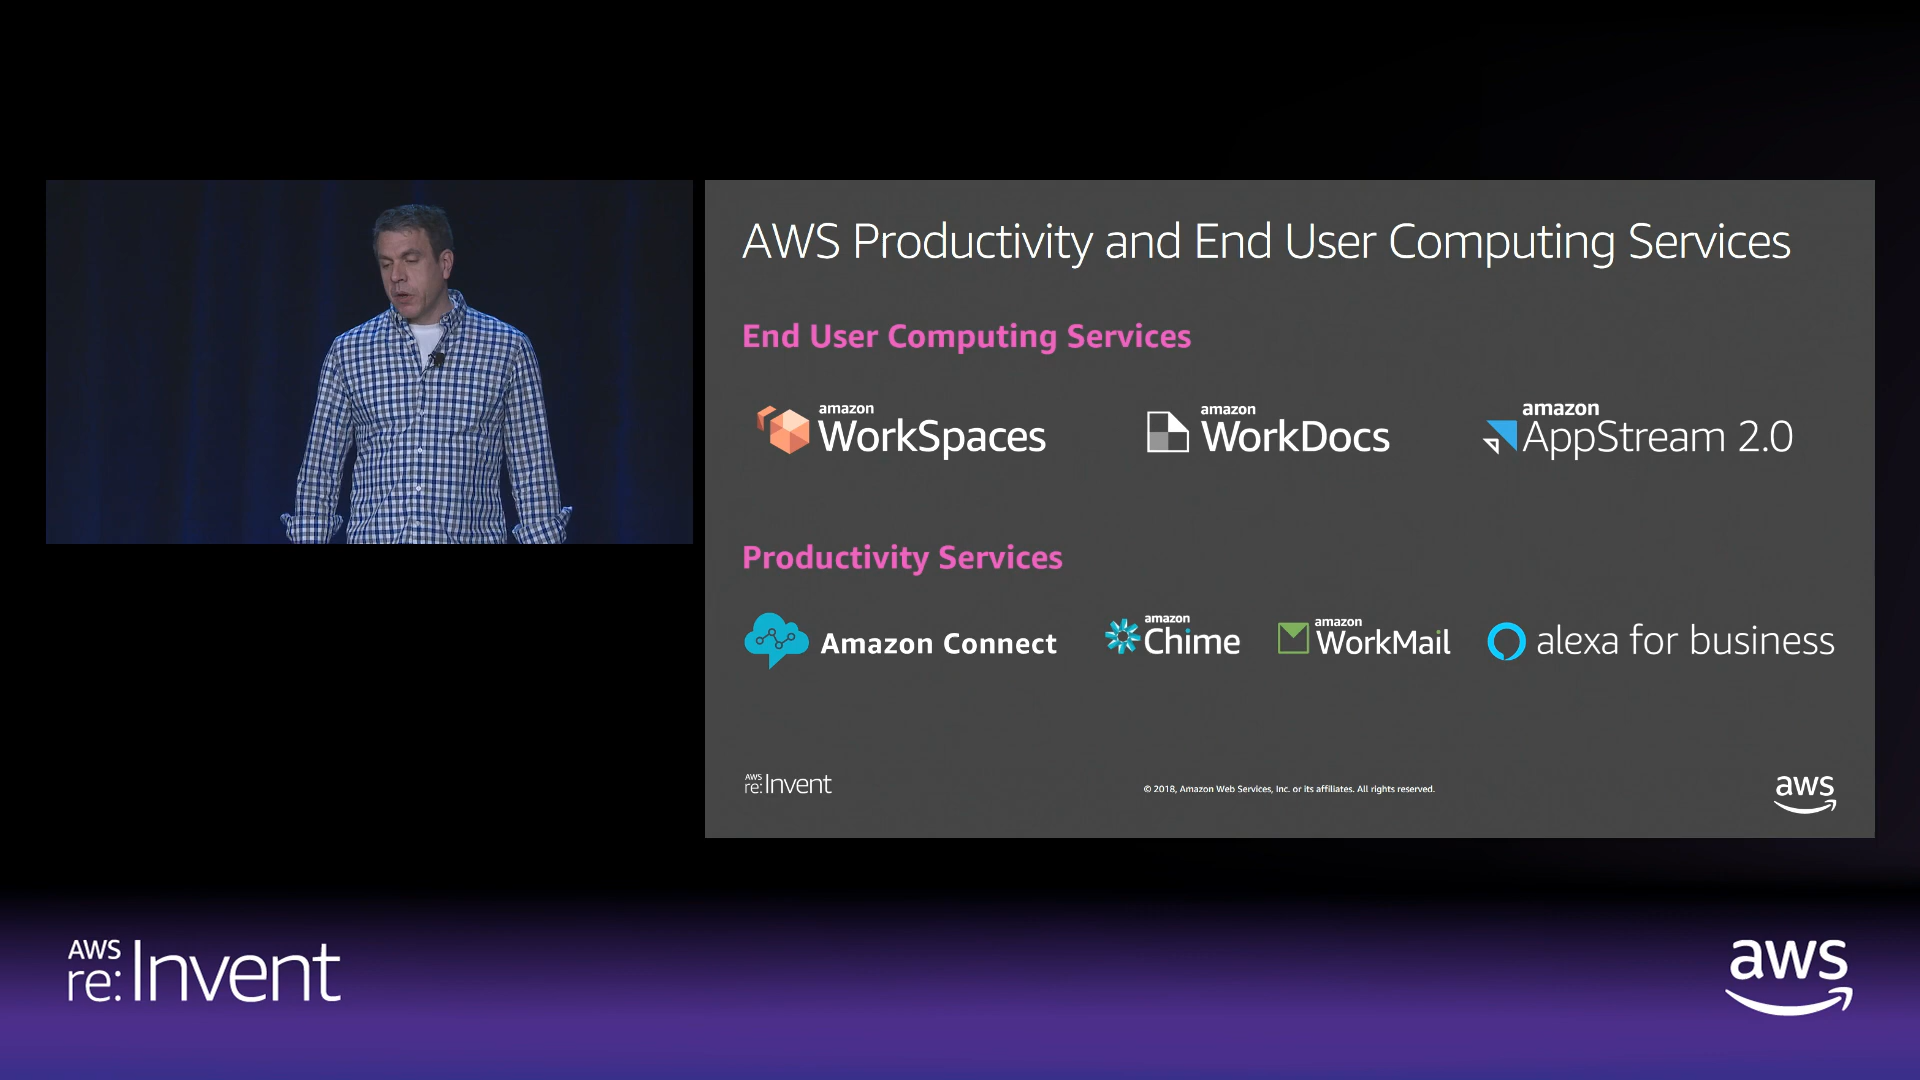 AWS Productivity and End User Computing Services
End User Computing Services
amazon WorkSpaces
amazon WorkDocs
amazon AppStream 2.0
Productivity Services
Amazon Connect
amazon Chime
amazon WorkMail
alexa for business
AWS re:Invent
© 2018, Amazon Web Services, Inc. or its affiliates. All rights reserved.
aws
AWS re:Invent
aws